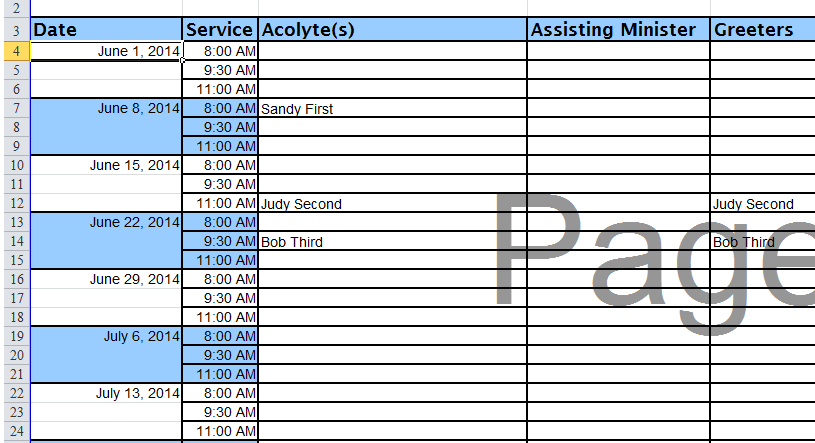 2
3 Date Service Acolyte(s) Assisting Minister Greeters
4 June 1, 2014 8:00 AM
5 9:30 AM
6 11:00 AM
7 June 8, 2014 8:00 AM Sandy First
8 9:30 AM
9 11:00 AM
10 June 15, 2014 8:00 AM
11 9:30 AM
12 11:00 AM Judy Second Judy Second
13 June 22, 2014 8:00 AM
14 9:30 AM Bob Third Bob Third
15 11:00 AM
16 June 29, 2014 8:00 AM
17 9:30 AM
18 11:00 AM
19 July 6, 2014 8:00 AM
20 9:30 AM
21 11:00 AM
22 July 13, 2014 8:00 AM
23 9:30 AM
24 11:00 AM
Page